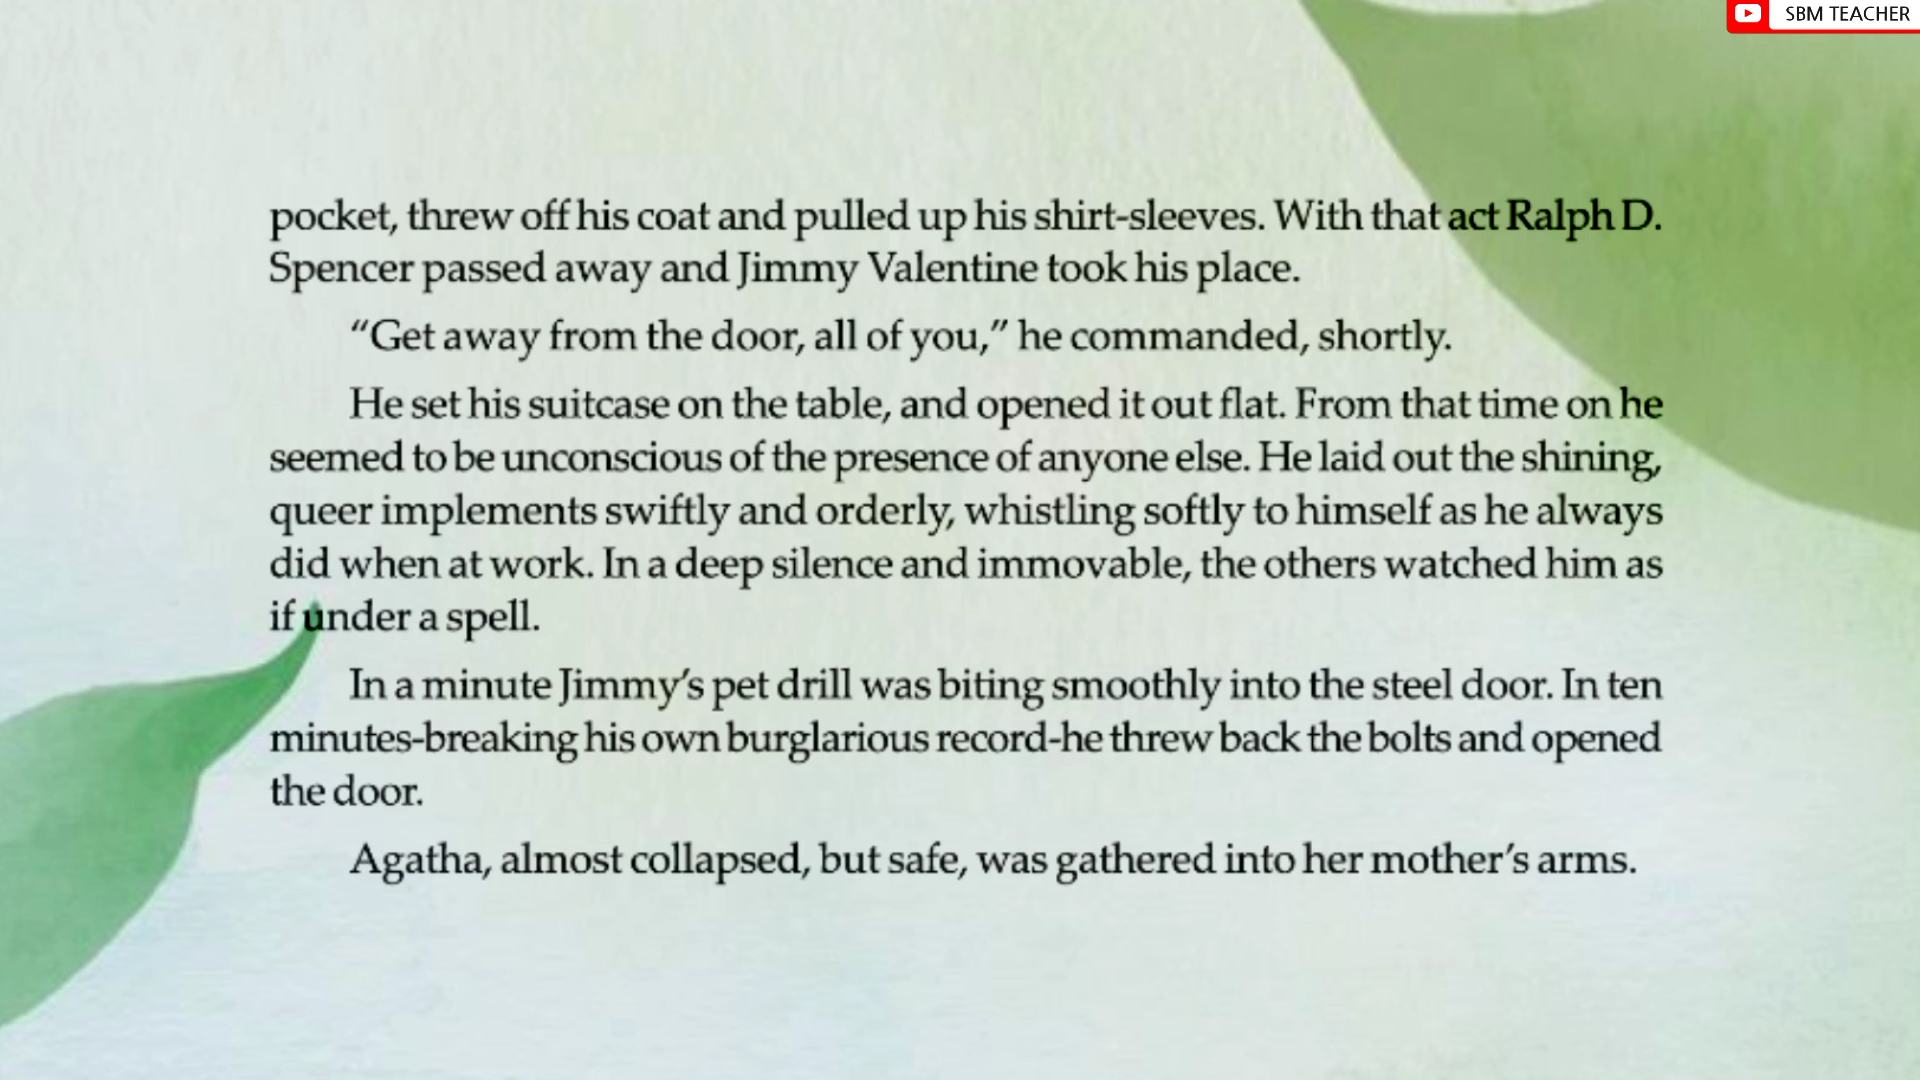 SBM TEACHER
pocket, threw off his coat and pulled up his shirt-sleeves. With that act Ralph D.
Spencer passed away and Jimmy Valentine took his place.
“Get away from the door, all of you,” he commanded, shortly.
He set his suitcase on the table, and opened it out flat. From that time on he
seemed to be unconscious of the presence of anyone else. He laid out the shining,
queer implements swiftly and orderly, whistling softly to himself as he always
did when at work. In a deep silence and immovable, the others watched him as
if under a spell.
In a minute Jimmy’s pet drill was biting smoothly into the steel door. In ten
minutes-breaking his own burglarious record-he threw back the bolts and opened
the door.
Agatha, almost collapsed, but safe, was gathered into her mother’s arms.